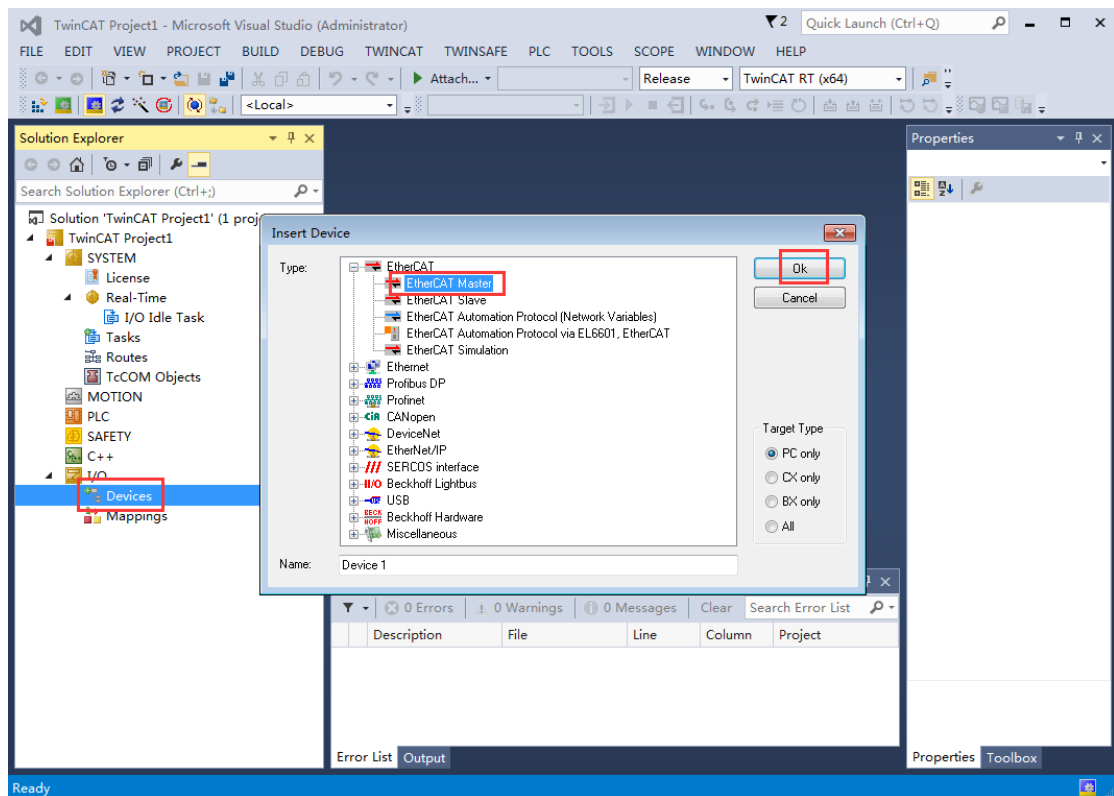 TwinCAT Project1 - Microsoft Visual Studio (Administrator)
2
Quick Launch (Ctrl+Q)
FILE EDIT VIEW PROJECT BUILD DEBUG TWINCAT TWINSAFE PLC TOOLS SCOPE WINDOW HELP
Attach...
Release
TwinCAT RT (x64)
<Local>
Solution Explorer
Search Solution Explorer (Ctrl+;)
Solution 'TwinCAT Project1' (1 proj
TwinCAT Project1
SYSTEM
License
Real-Time
I/O Idle Task
Tasks
Routes
TcCOM Objects
MOTION
PLC
SAFETY
C++
I/O
Devices
Mappings
Insert Device
Type:
EtherCAT
EtherCAT Master
EtherCAT Slave
EtherCAT Automation Protocol (Network Variables)
EtherCAT Automation Protocol via EL6601, EtherCAT
EtherCAT Simulation
Ethernet
Profibus DP
Profinet
CiA CANopen
DeviceNet
EtherNet/IP
SERCOS interface
II/O Beckhoff Lightbus
USB
BECKHOFF Beckhoff Hardware
Miscellaneous
Name:
Device 1
Ok
Cancel
Target Type
PC only
CX only
BX only
All
0 Errors
0 Warnings
0 Messages
Clear
Search Error List
Description File Line Column Project
Error List Output
Properties
Properties Toolbox
Ready